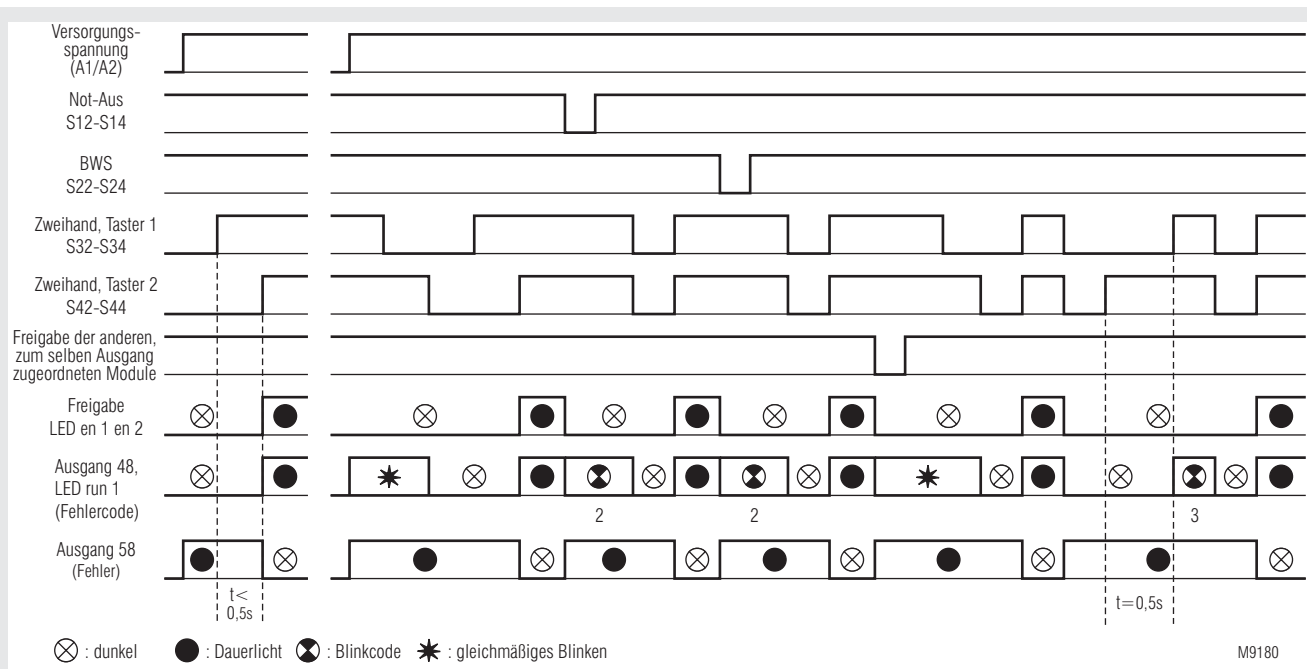 Versorgungs-
spannung
(A1/A2)
Not-Aus
S12-S14
BWS
S22-S24
Zweihand, Taster 1
S32-S34
Zweihand, Taster 2
S42-S44
Freigabe der anderen,
zum selben Ausgang
zugeordneten Module
Freigabe
LED en 1 en 2
Ausgang 48,
LED run 1
(Fehlercode)
2
2
3
Ausgang 58
(Fehler)
t<
0,5s
t=0,5s
: dunkel
: Dauerlicht
: Blinkcode
: gleichmäßiges Blinken
M9180